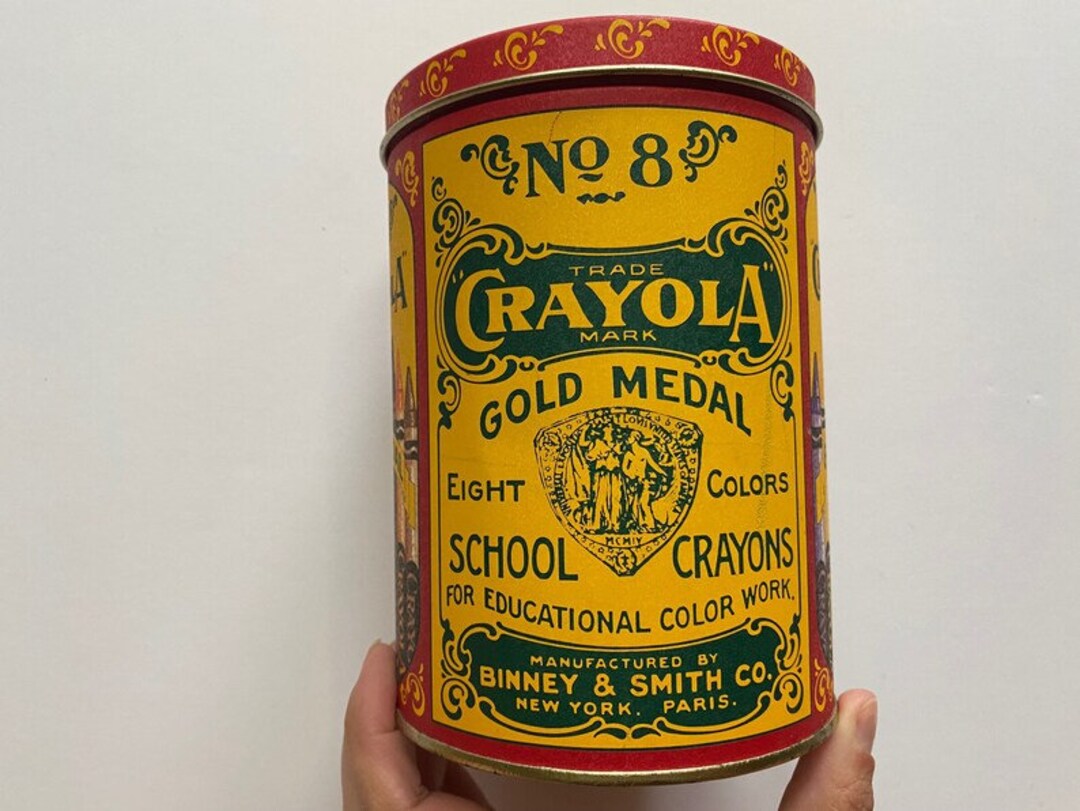 No 8
TRADE
"CRAYOLA"
MARK
GOLD MEDAL
EIGHT COLORS
SCHOOL CRAYONS
FOR EDUCATIONAL COLOR WORK.
MANUFACTURED BY
BINNEY & SMITH CO.
NEW YORK. PARIS.
MCMIV